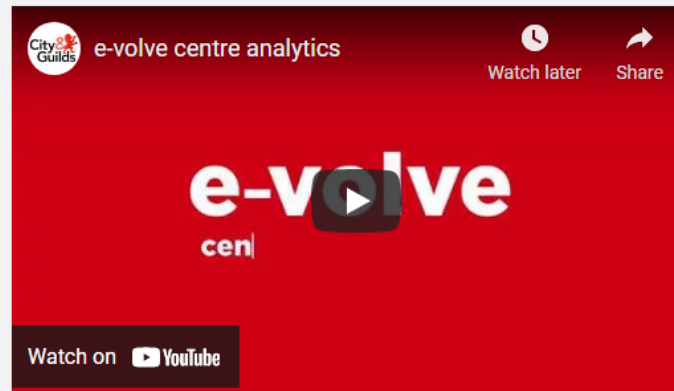 City&
Guilds
e-volve centre analytics
Watch later
Share
e-volve
cen
Watch on YouTube